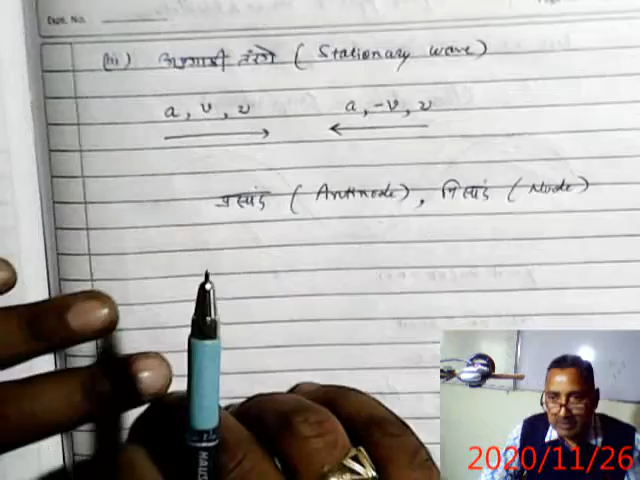 (iii) अप्रगामी तरंगे ( Stationary wave )
a, v, ν a, -v, ν
प्रस्पंद ( Antinode ), निस्पंद ( Node )
2020/11/26